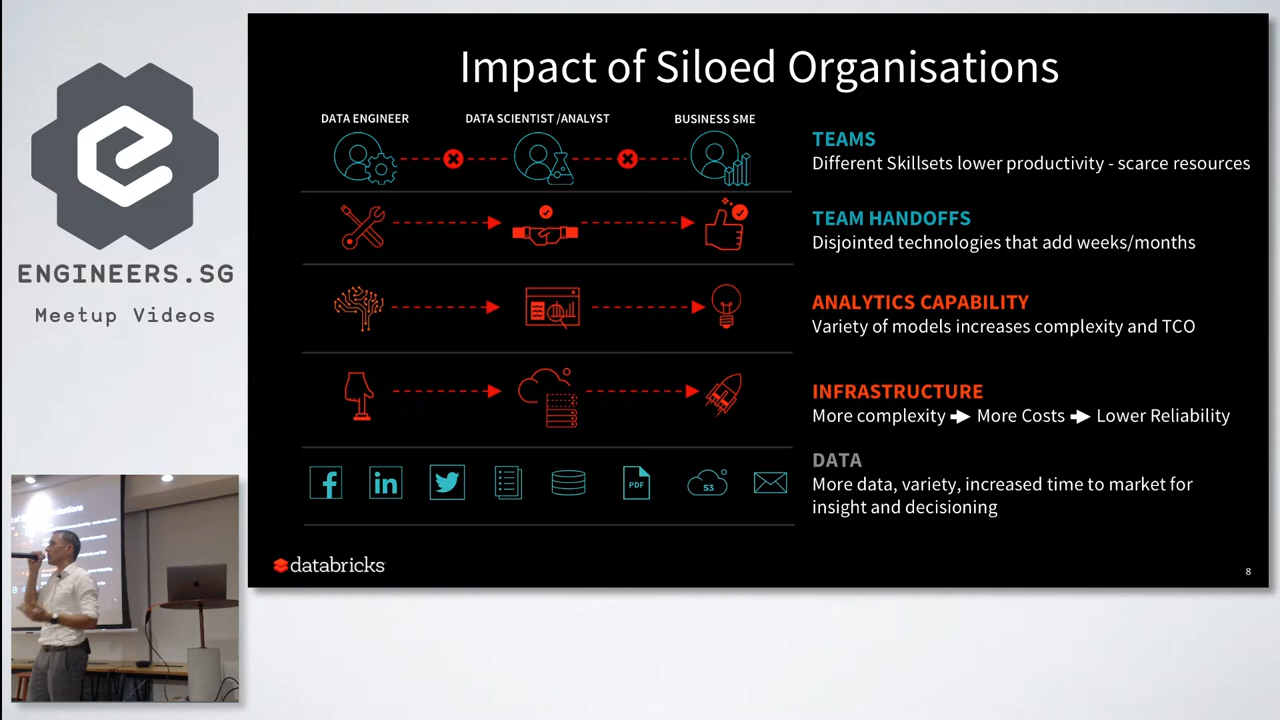 ENGINEERS.SG
Meetup Videos
Impact of Siloed Organisations
DATA ENGINEER
DATA SCIENTIST /ANALYST
BUSINESS SME
TEAMS
Different Skillsets lower productivity - scarce resources
TEAM HANDOFFS
Disjointed technologies that add weeks/months
ANALYTICS CAPABILITY
Variety of models increases complexity and TCO
INFRASTRUCTURE
More complexity ➡ More Costs ➡ Lower Reliability
f
in
PDF
S3
DATA
More data, variety, increased time to market for
insight and decisioning
databricks
8